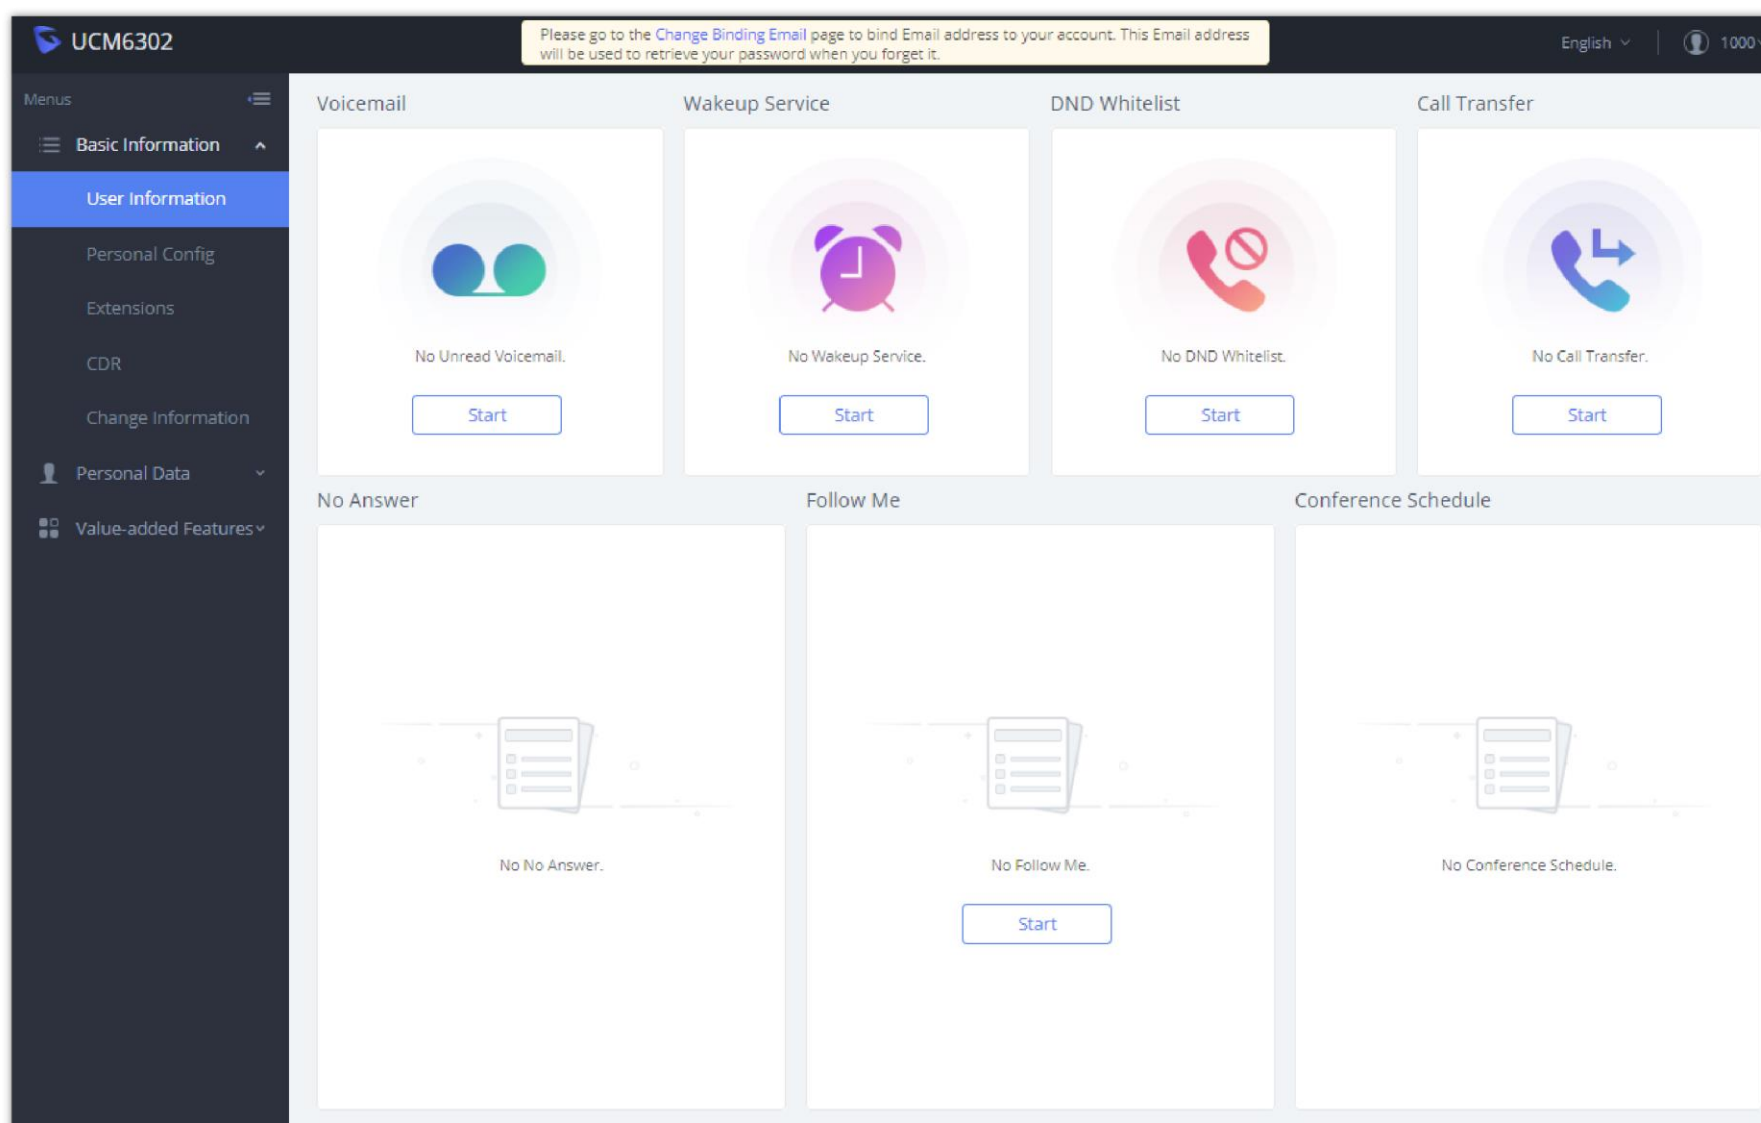 UCM6302
Please go to the Change Binding Email page to bind Email address to your account. This Email address
will be used to retrieve your password when you forget it.
English
1000
Menus
Basic Information
User Information
Personal Config
Extensions
CDR
Change Information
Personal Data
Value-added Features
Voicemail
No Unread Voicemail.
Start
Wakeup Service
No Wakeup Service.
Start
DND Whitelist
No DND Whitelist.
Start
Call Transfer
No Call Transfer.
Start
No Answer
No No Answer.
Follow Me
No Follow Me.
Start
Conference Schedule
No Conference Schedule.